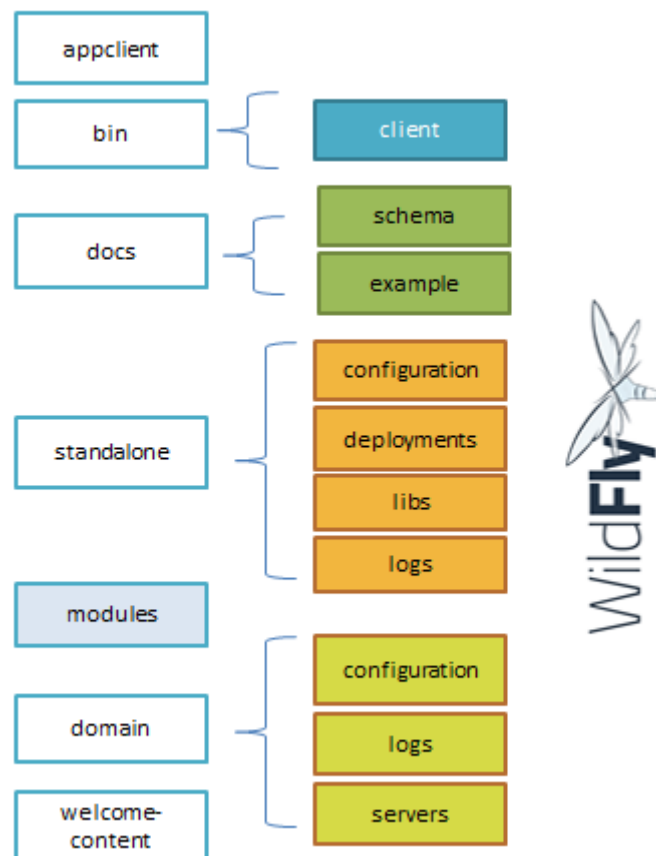 appclient
bin
client
docs
schema
example
standalone
configuration
deployments
libs
logs
modules
domain
configuration
logs
servers
welcome-
content
WildFly